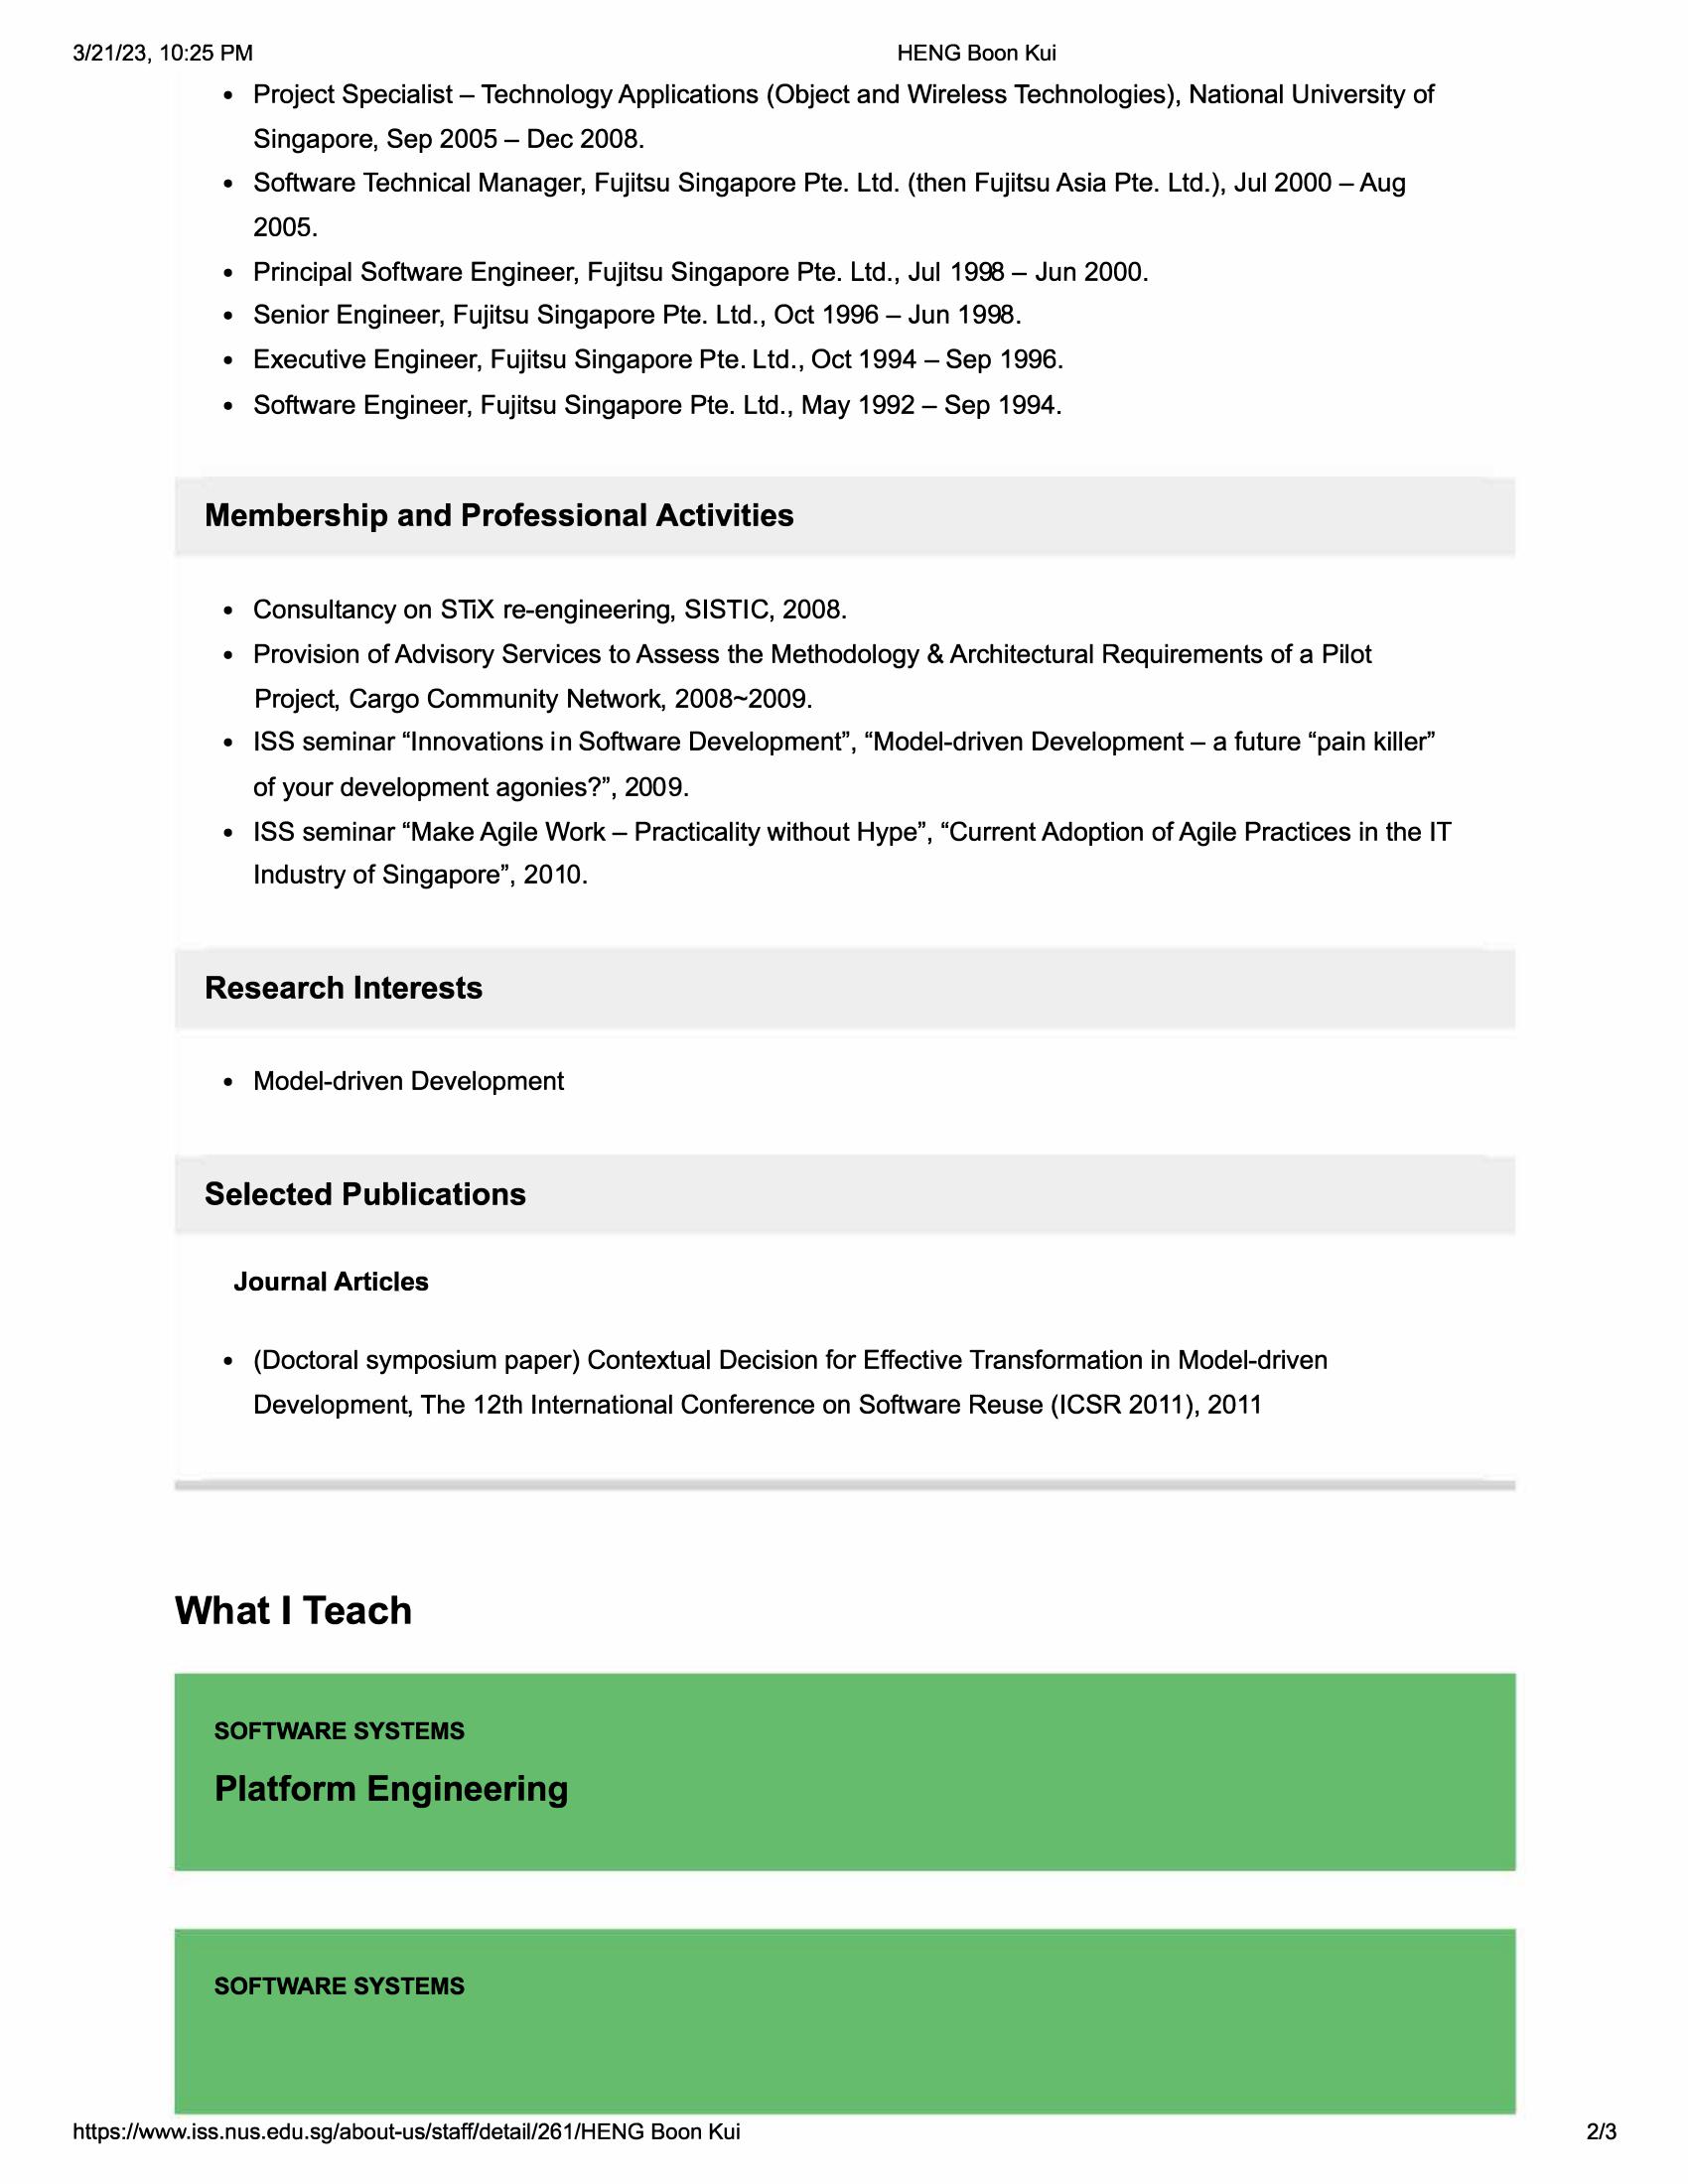 3/21/23, 10:25 PM
HENG Boon Kui
• Project Specialist – Technology Applications (Object and Wireless Technologies), National University of
Singapore, Sep 2005 – Dec 2008.
• Software Technical Manager, Fujitsu Singapore Pte. Ltd. (then Fujitsu Asia Pte. Ltd.), Jul 2000 – Aug
2005.
• Principal Software Engineer, Fujitsu Singapore Pte. Ltd., Jul 1998 – Jun 2000.
• Senior Engineer, Fujitsu Singapore Pte. Ltd., Oct 1996 – Jun 1998.
• Executive Engineer, Fujitsu Singapore Pte. Ltd., Oct 1994 – Sep 1996.
• Software Engineer, Fujitsu Singapore Pte. Ltd., May 1992 – Sep 1994.
Membership and Professional Activities
• Consultancy on STiX re-engineering, SISTIC, 2008.
• Provision of Advisory Services to Assess the Methodology & Architectural Requirements of a Pilot
Project, Cargo Community Network, 2008~2009.
• ISS seminar “Innovations in Software Development”, “Model-driven Development – a future “pain killer”
of your development agonies?”, 2009.
• ISS seminar “Make Agile Work – Practicality without Hype”, “Current Adoption of Agile Practices in the IT
Industry of Singapore”, 2010.
Research Interests
• Model-driven Development
Selected Publications
Journal Articles
• (Doctoral symposium paper) Contextual Decision for Effective Transformation in Model-driven
Development, The 12th International Conference on Software Reuse (ICSR 2011), 2011
What I Teach
SOFTWARE SYSTEMS
Platform Engineering
SOFTWARE SYSTEMS
https://www.iss.nus.edu.sg/about-us/staff/detail/261/HENG Boon Kui
2/3